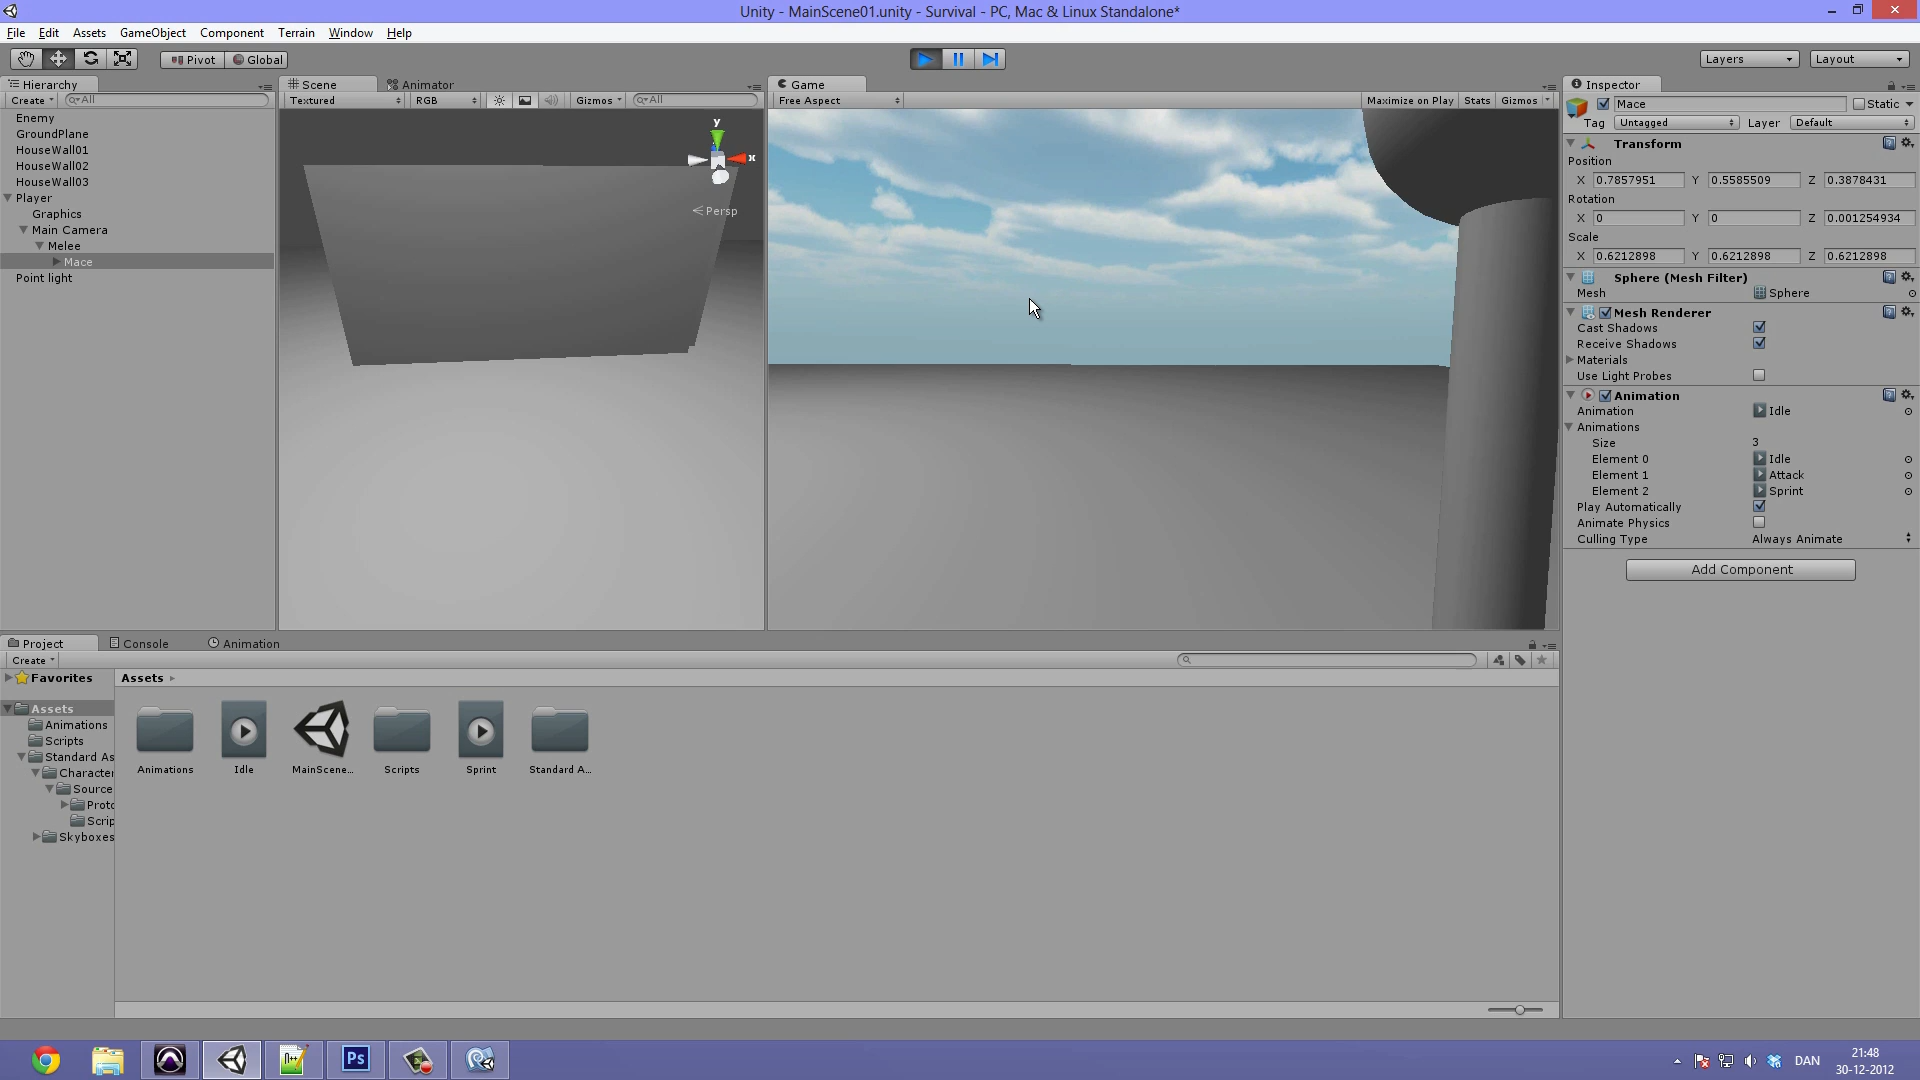 Unity - MainScene01.unity - Survival - PC, Mac & Linux Standalone*
File Edit Assets GameObject Component Terrain Window Help
Pivot Global Layers Layout
Hierarchy
Create All
Enemy
GroundPlane
HouseWall01
HouseWall02
HouseWall03
Player
Graphics
Main Camera
Melee
Mace
Point light
Scene Animator
Textured RGB Gizmos All
y
x
Persp
Game
Free Aspect Maximize on Play Stats Gizmos
Inspector
Mace Static
Tag Untagged Layer Default
Transform
Position
X 0.7857951 Y 0.5585509 Z 0.3878431
Rotation
X 0 Y 0 Z 0.001254934
Scale
X 0.6212898 Y 0.6212898 Z 0.6212898
Sphere (Mesh Filter)
Mesh Sphere
Mesh Renderer
Cast Shadows
Receive Shadows
Materials
Use Light Probes
Animation
Animation Idle
Animations
Size 3
Element 0 Idle
Element 1 Attack
Element 2 Sprint
Play Automatically
Animate Physics
Culling Type Always Animate
Add Component
Project Console Animation
Create
Favorites
Assets
Animations
Scripts
Standard As
Character
Source
Proto
Scrip
Skyboxes
Assets
Animations Idle MainScene... Scripts Sprint Standard A...
Ps
DAN
21:48
30-12-2012